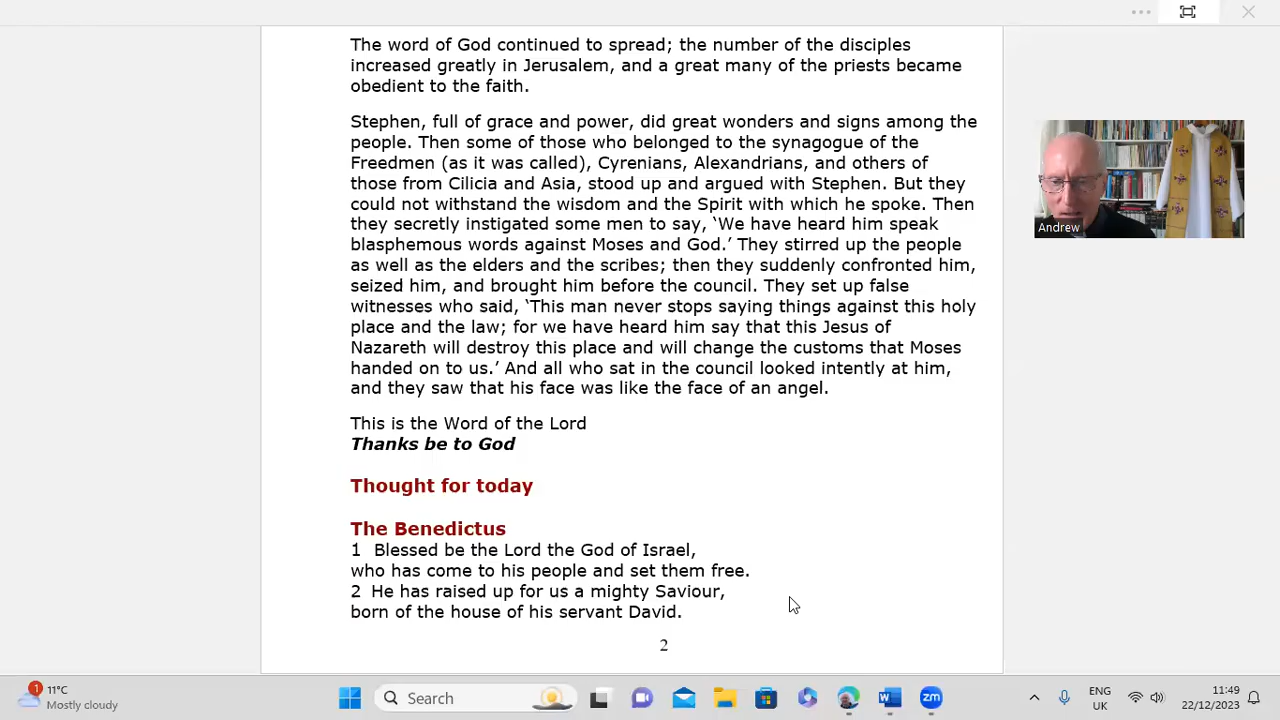 The word of God continued to spread; the number of the disciples
increased greatly in Jerusalem, and a great many of the priests became
obedient to the faith.
Stephen, full of grace and power, did great wonders and signs among the
people. Then some of those who belonged to the synagogue of the
Freedmen (as it was called), Cyrenians, Alexandrians, and others of
those from Cilicia and Asia, stood up and argued with Stephen. But they
could not withstand the wisdom and the Spirit with which he spoke. Then
they secretly instigated some men to say, ‘We have heard him speak
blasphemous words against Moses and God.’ They stirred up the people
as well as the elders and the scribes; then they suddenly confronted him,
seized him, and brought him before the council. They set up false
witnesses who said, ‘This man never stops saying things against this holy
place and the law; for we have heard him say that this Jesus of
Nazareth will destroy this place and will change the customs that Moses
handed on to us.’ And all who sat in the council looked intently at him,
and they saw that his face was like the face of an angel.
This is the Word of the Lord
Thanks be to God
Thought for today
The Benedictus
1 Blessed be the Lord the God of Israel,
who has come to his people and set them free.
2 He has raised up for us a mighty Saviour,
born of the house of his servant David.
2
Andrew
1
11°C
Mostly cloudy
Search
W
zm
ENG
UK
11:49
22/12/2023